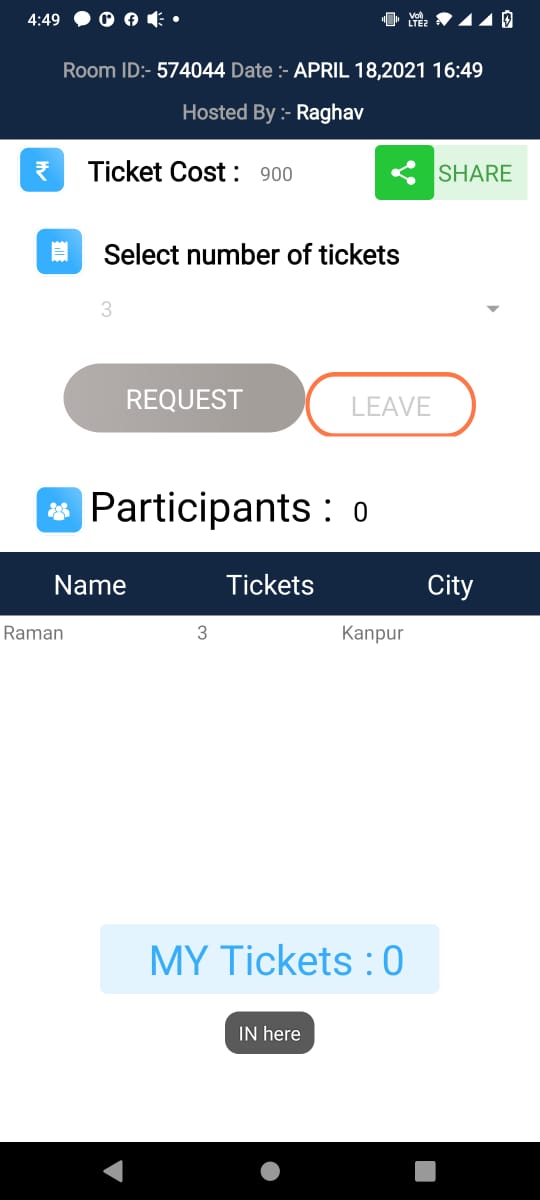 4:49 Vo) LTE2
Room ID:- 574044 Date :- APRIL 18,2021 16:49
Hosted By :- Raghav
₹ Ticket Cost : 900 SHARE
Select number of tickets
3
REQUEST LEAVE
Participants : 0
Name Tickets City
Raman 3 Kanpur
MY Tickets : 0
IN here